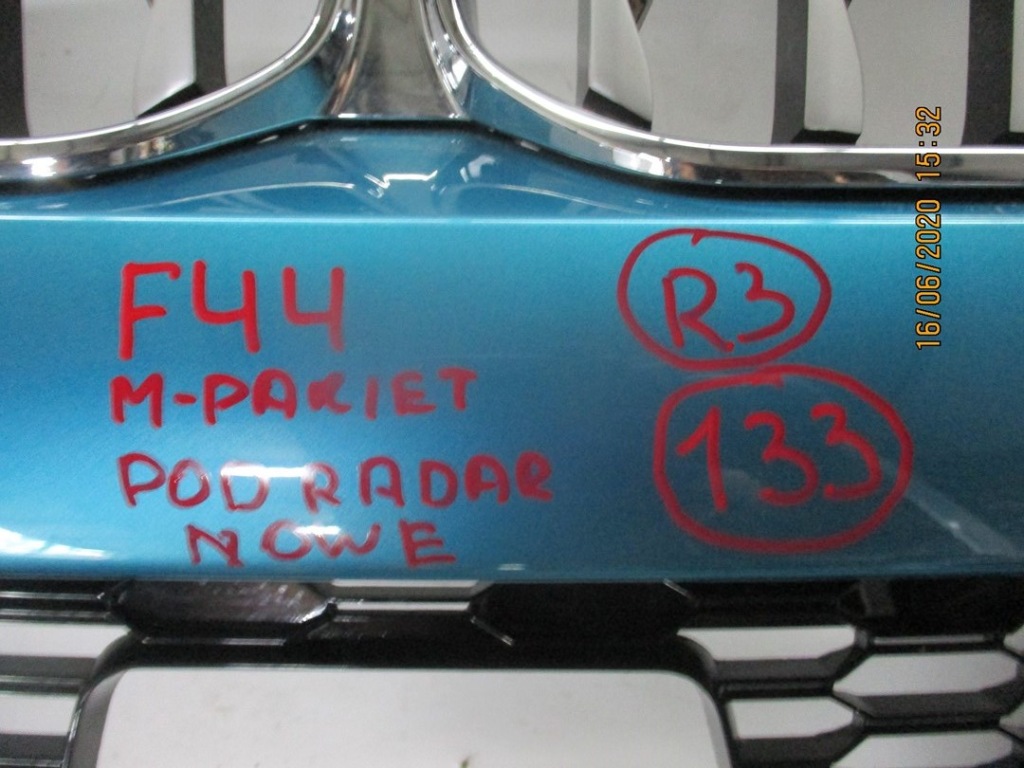 F44
M-PAKIET
POD RADAR
NOWE
R3
133
16/06/2020 15:32